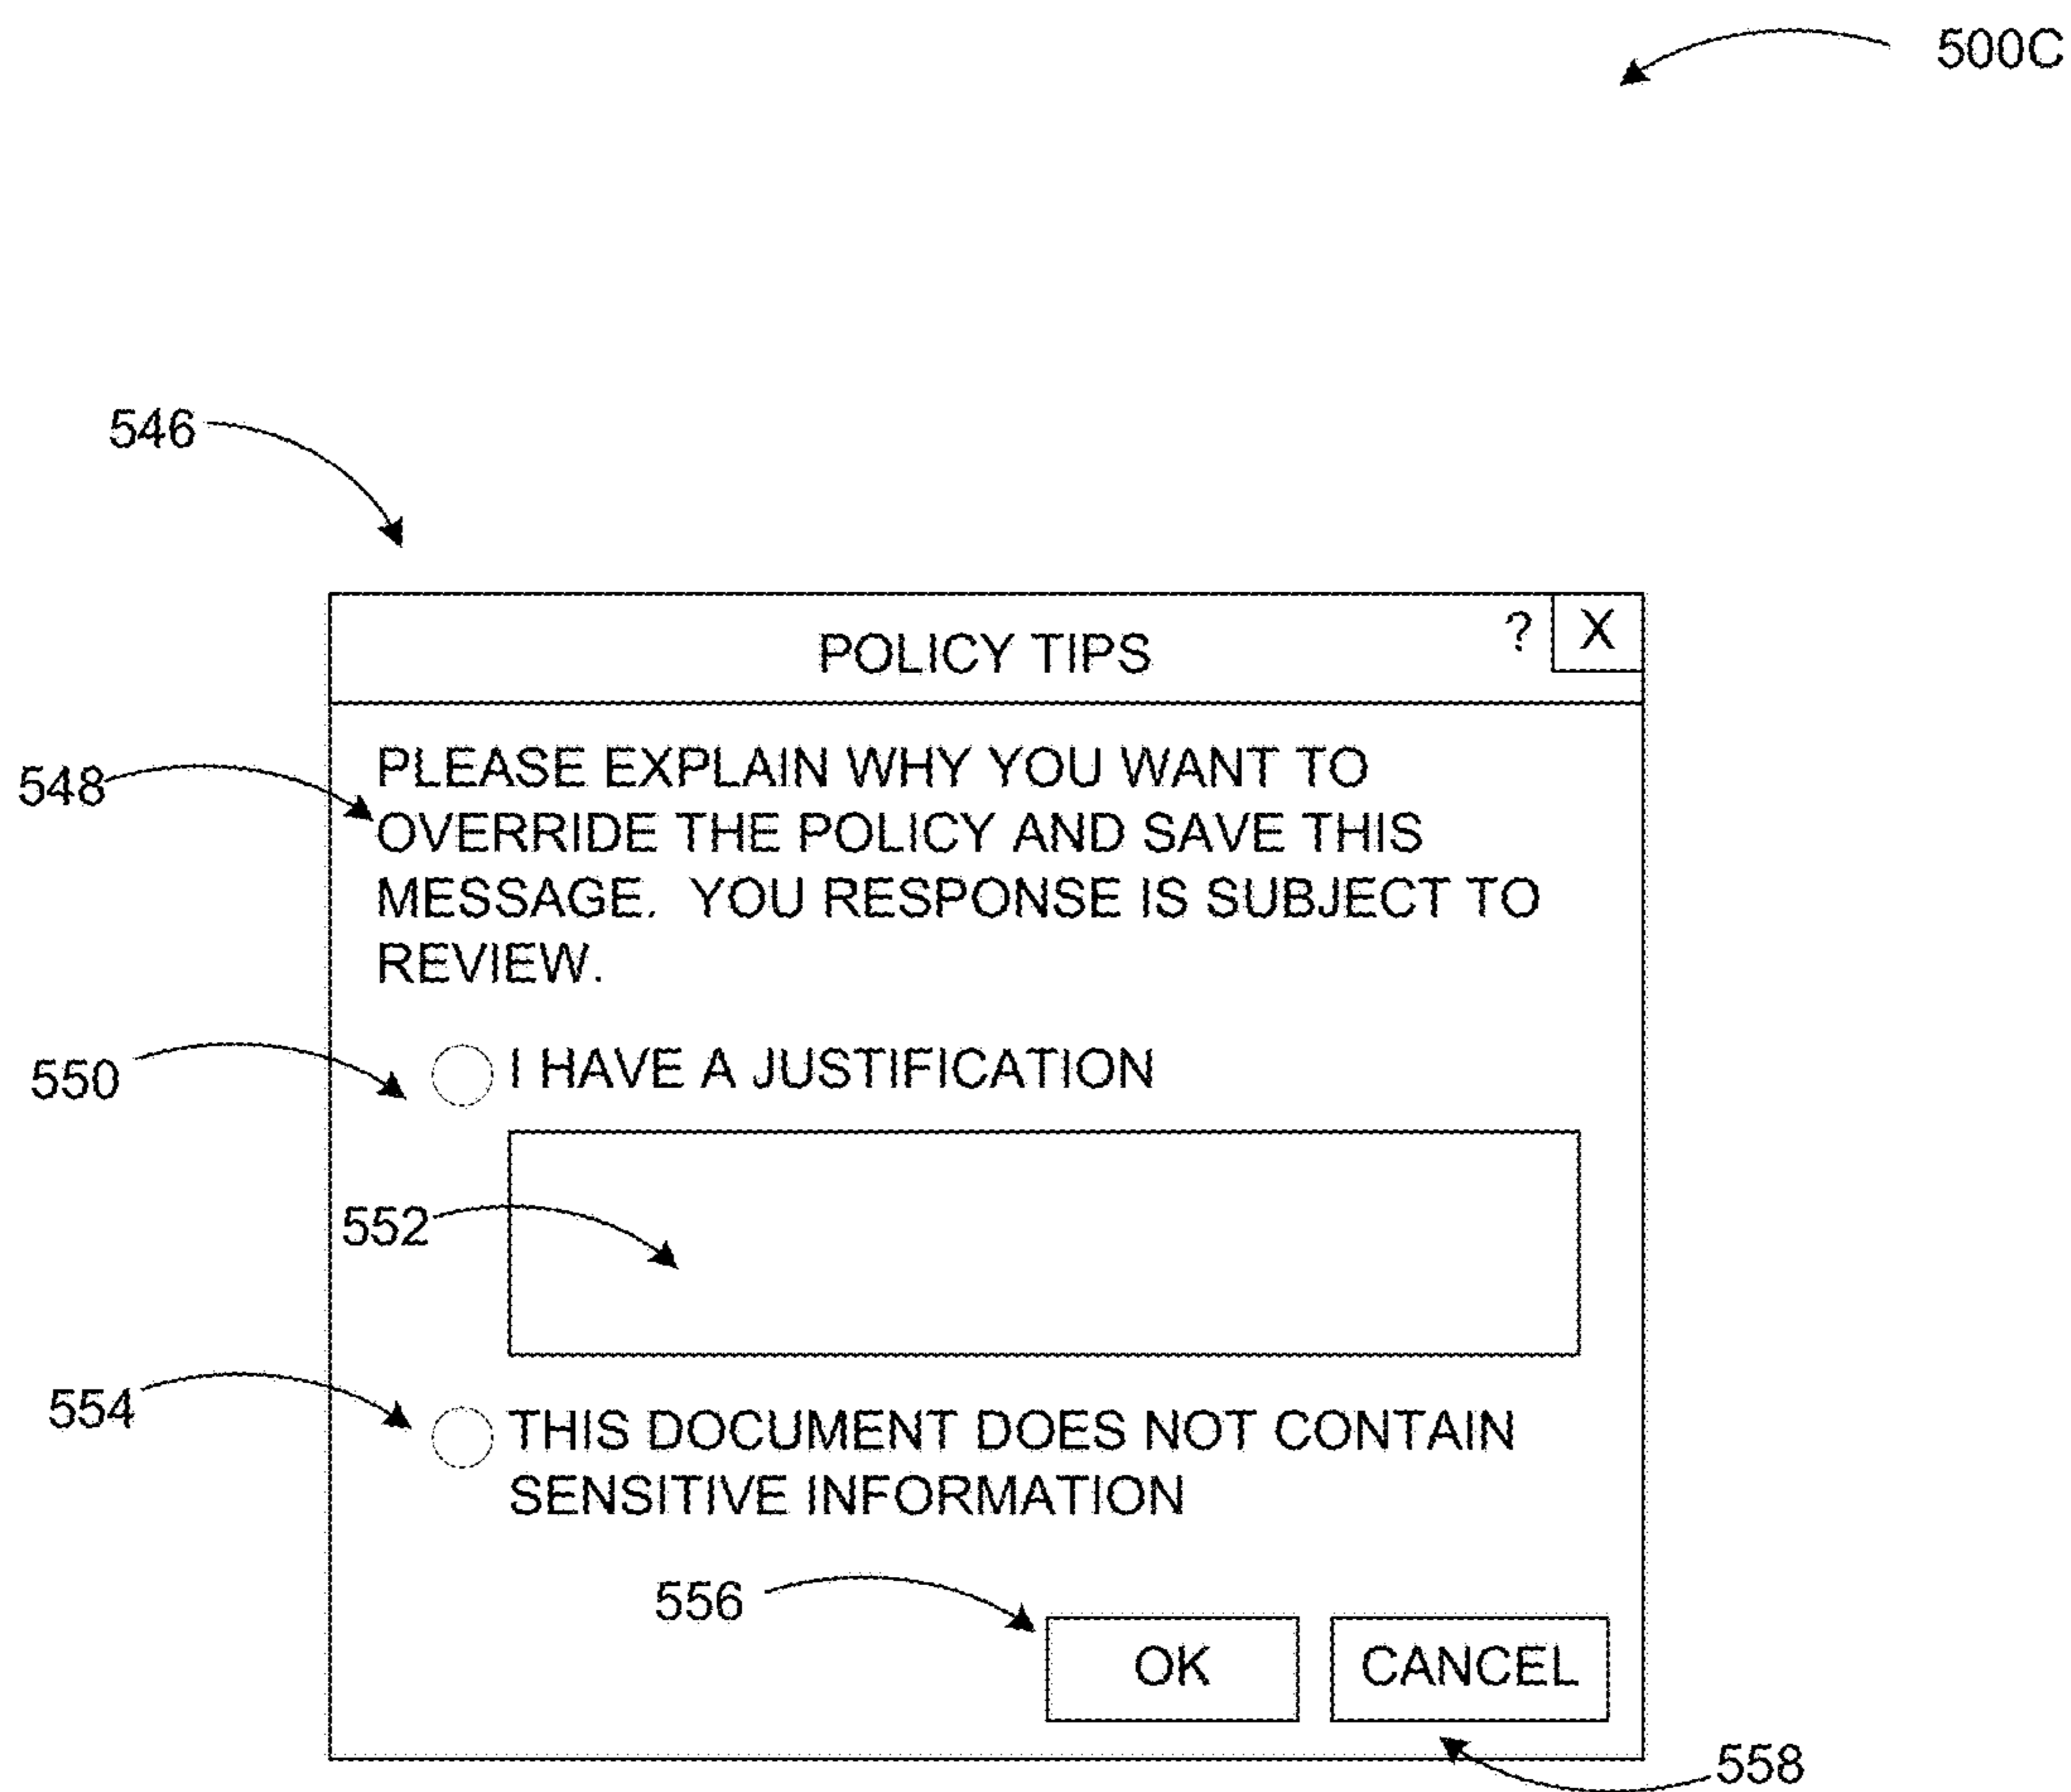 500C
546
POLICY TIPS ? X
548
PLEASE EXPLAIN WHY YOU WANT TO
OVERRIDE THE POLICY AND SAVE THIS
MESSAGE. YOU RESPONSE IS SUBJECT TO
REVIEW.
550
I HAVE A JUSTIFICATION
552
554
THIS DOCUMENT DOES NOT CONTAIN
SENSITIVE INFORMATION
556
OK CANCEL
558